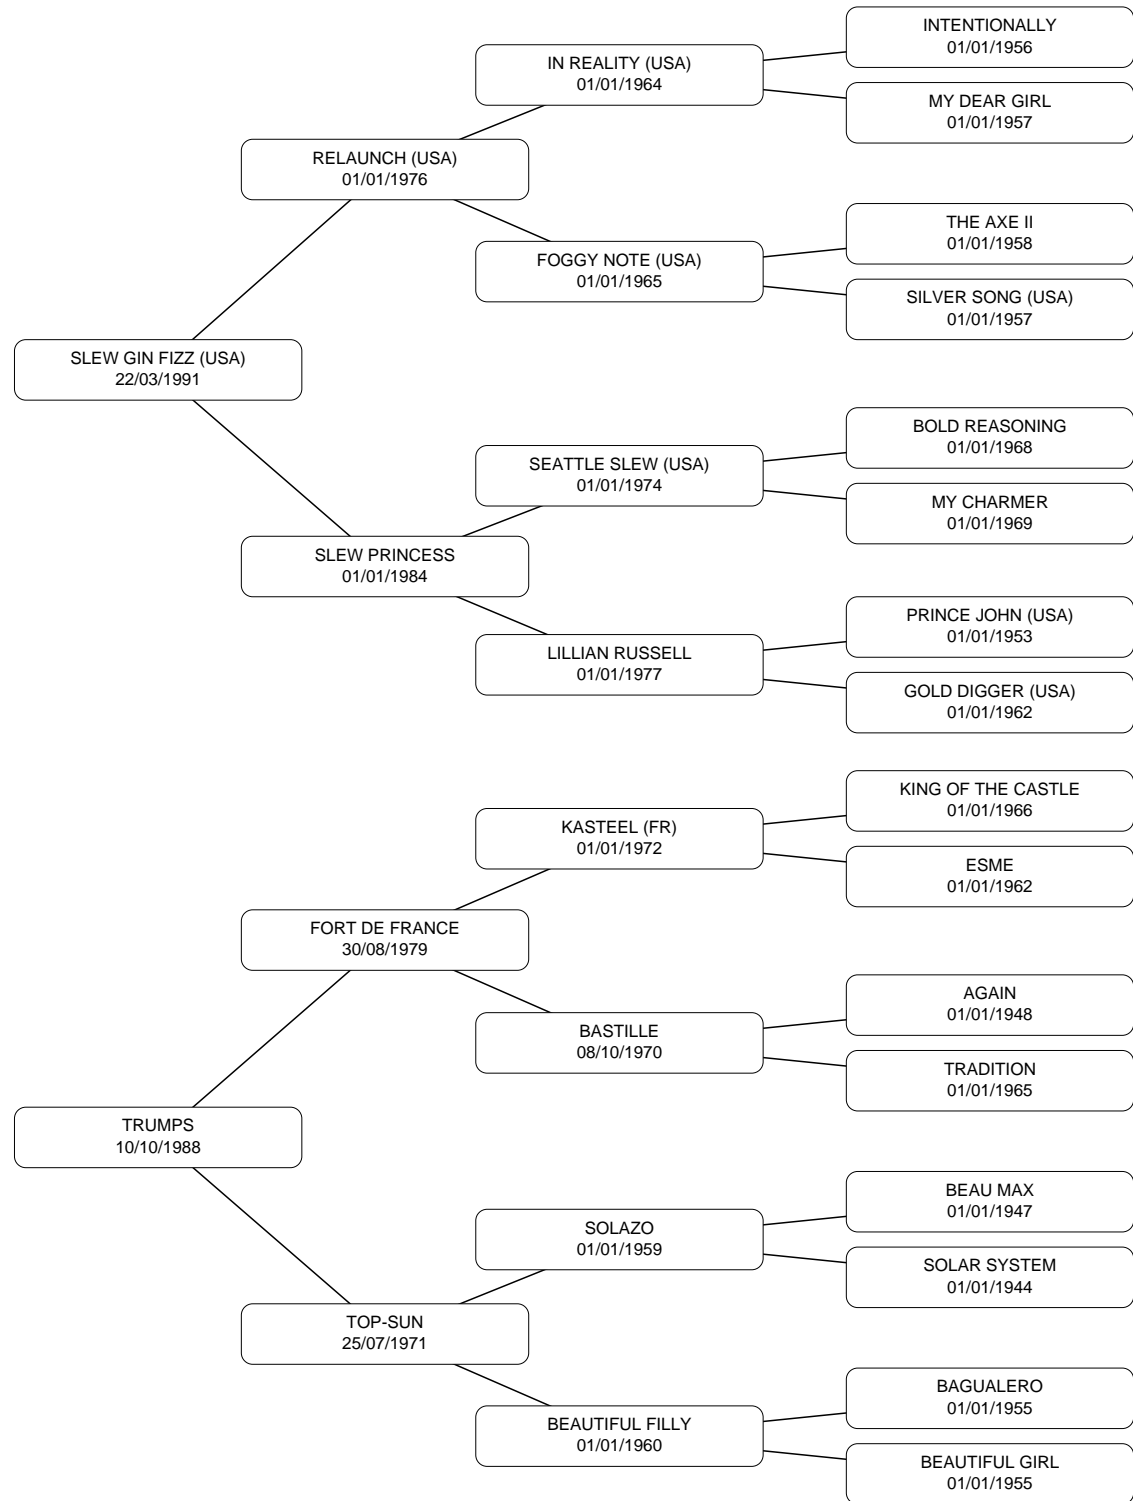 INTENTIONALLY
01/01/1956
IN REALITY (USA)
01/01/1964
MY DEAR GIRL
01/01/1957
RELAUNCH (USA)
01/01/1976
THE AXE II
01/01/1958
FOGGY NOTE (USA)
01/01/1965
SILVER SONG (USA)
01/01/1957
SLEW GIN FIZZ (USA)
22/03/1991
BOLD REASONING
01/01/1968
SEATTLE SLEW (USA)
01/01/1974
MY CHARMER
01/01/1969
SLEW PRINCESS
01/01/1984
PRINCE JOHN (USA)
01/01/1953
LILLIAN RUSSELL
01/01/1977
GOLD DIGGER (USA)
01/01/1962
KING OF THE CASTLE
01/01/1966
KASTEEL (FR)
01/01/1972
ESME
01/01/1962
FORT DE FRANCE
30/08/1979
AGAIN
01/01/1948
BASTILLE
08/10/1970
TRADITION
01/01/1965
TRUMPS
10/10/1988
BEAU MAX
01/01/1947
SOLAZO
01/01/1959
SOLAR SYSTEM
01/01/1944
TOP-SUN
25/07/1971
BAGUALERO
01/01/1955
BEAUTIFUL FILLY
01/01/1960
BEAUTIFUL GIRL
01/01/1955